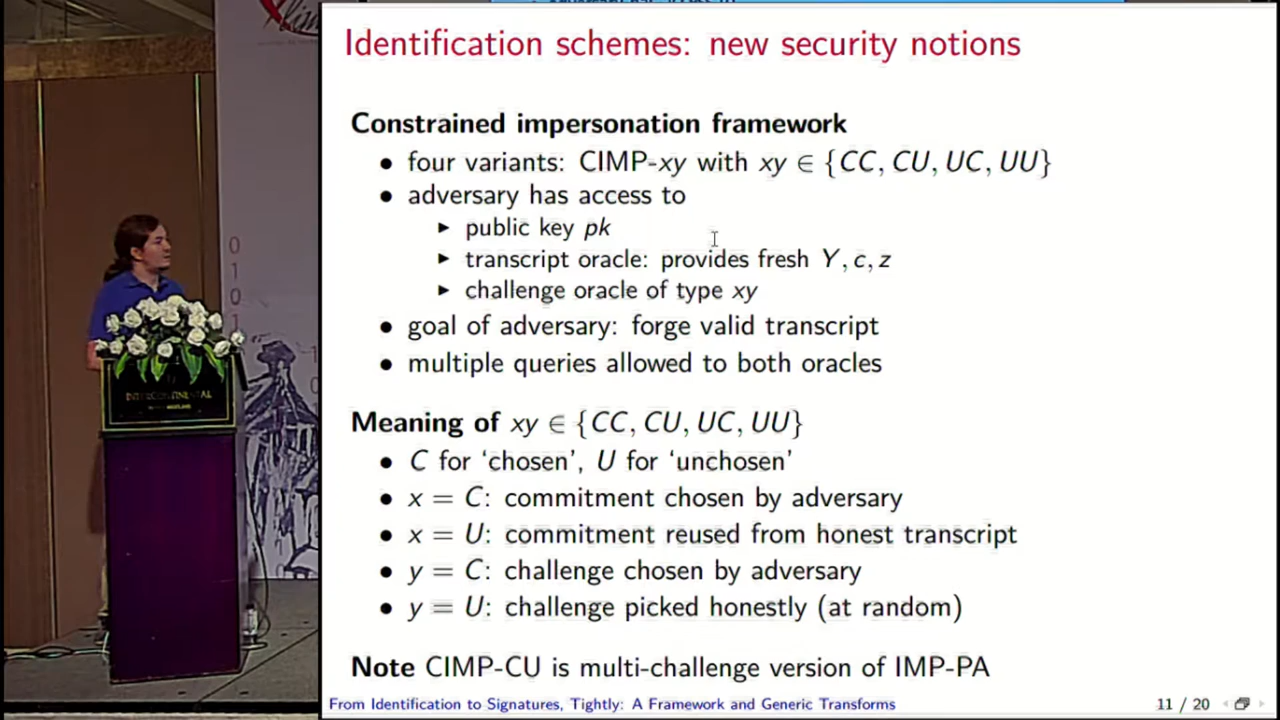 Identification schemes: new security notions
Constrained impersonation framework
• four variants: CIMP-xy with xy ∈ {CC, CU, UC, UU}
• adversary has access to
▶ public key pk
▶ transcript oracle: provides fresh Y, c, z
▶ challenge oracle of type xy
• goal of adversary: forge valid transcript
• multiple queries allowed to both oracles
Meaning of xy ∈ {CC, CU, UC, UU}
• C for ‘chosen’, U for ‘unchosen’
• x = C: commitment chosen by adversary
• x = U: commitment reused from honest transcript
• y = C: challenge chosen by adversary
• y = U: challenge picked honestly (at random)
Note CIMP-CU is multi-challenge version of IMP-PA
From Identification to Signatures, Tightly: A Framework and Generic Transforms
11 / 20
INTERCONTINENTAL